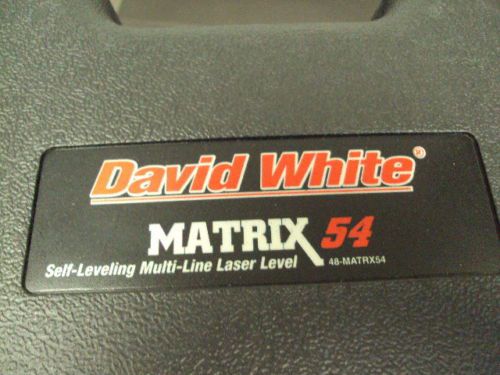 David White®
MATRIX 54
Self-Leveling Multi-Line Laser Level 48-MATRX54